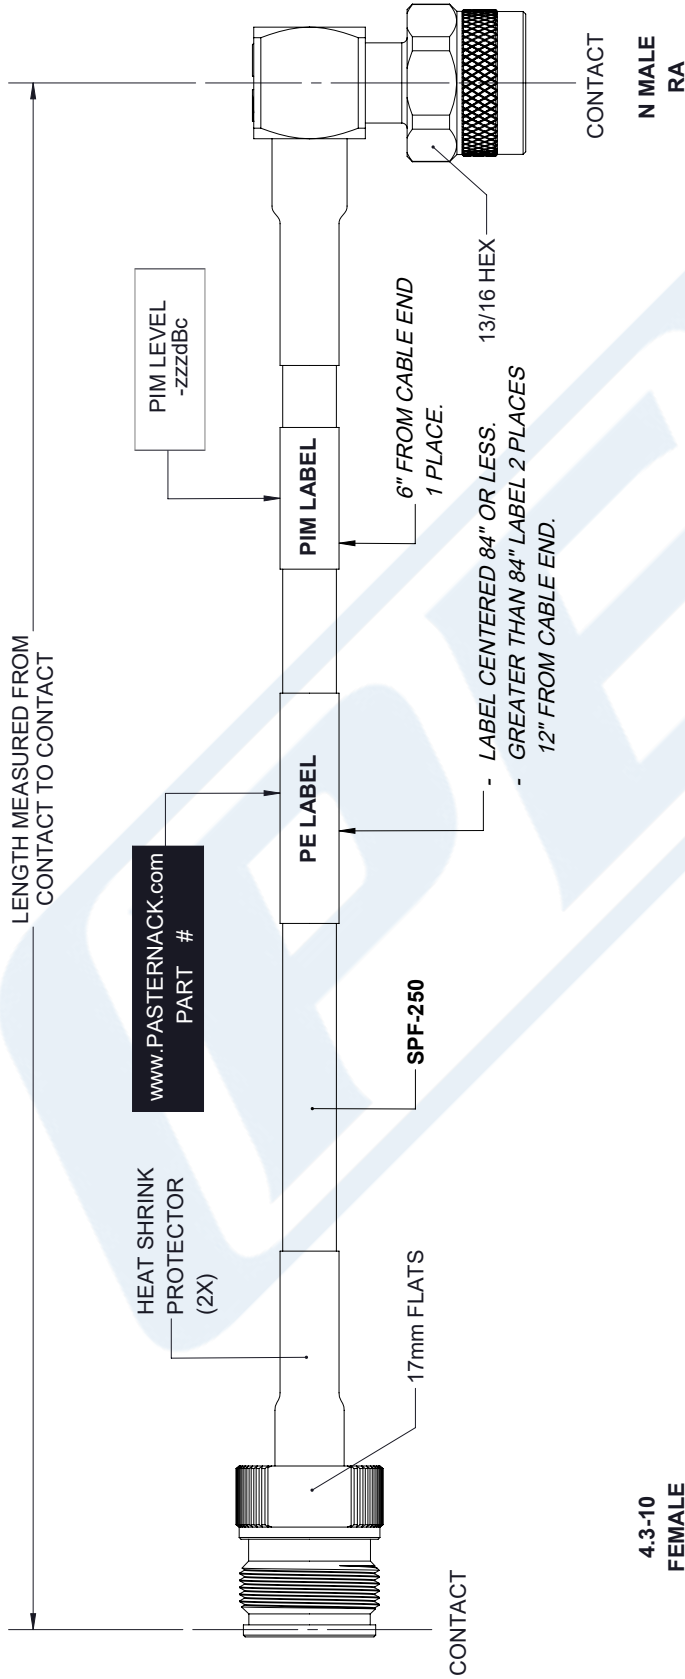 LENGTH MEASURED FROM
CONTACT TO CONTACT
HEAT SHRINK
PROTECTOR
(2X)
www.PASTERNACK.com
PART #
PIM LEVEL
-zzzdBc
PE LABEL
PIM LABEL
17mm FLATS
SPF-250
6" FROM CABLE END
1 PLACE.
- LABEL CENTERED 84" OR LESS.
- GREATER THAN 84" LABEL 2 PLACES
12" FROM CABLE END.
13/16 HEX
CONTACT
CONTACT
4.3-10
FEMALE
N MALE
RA